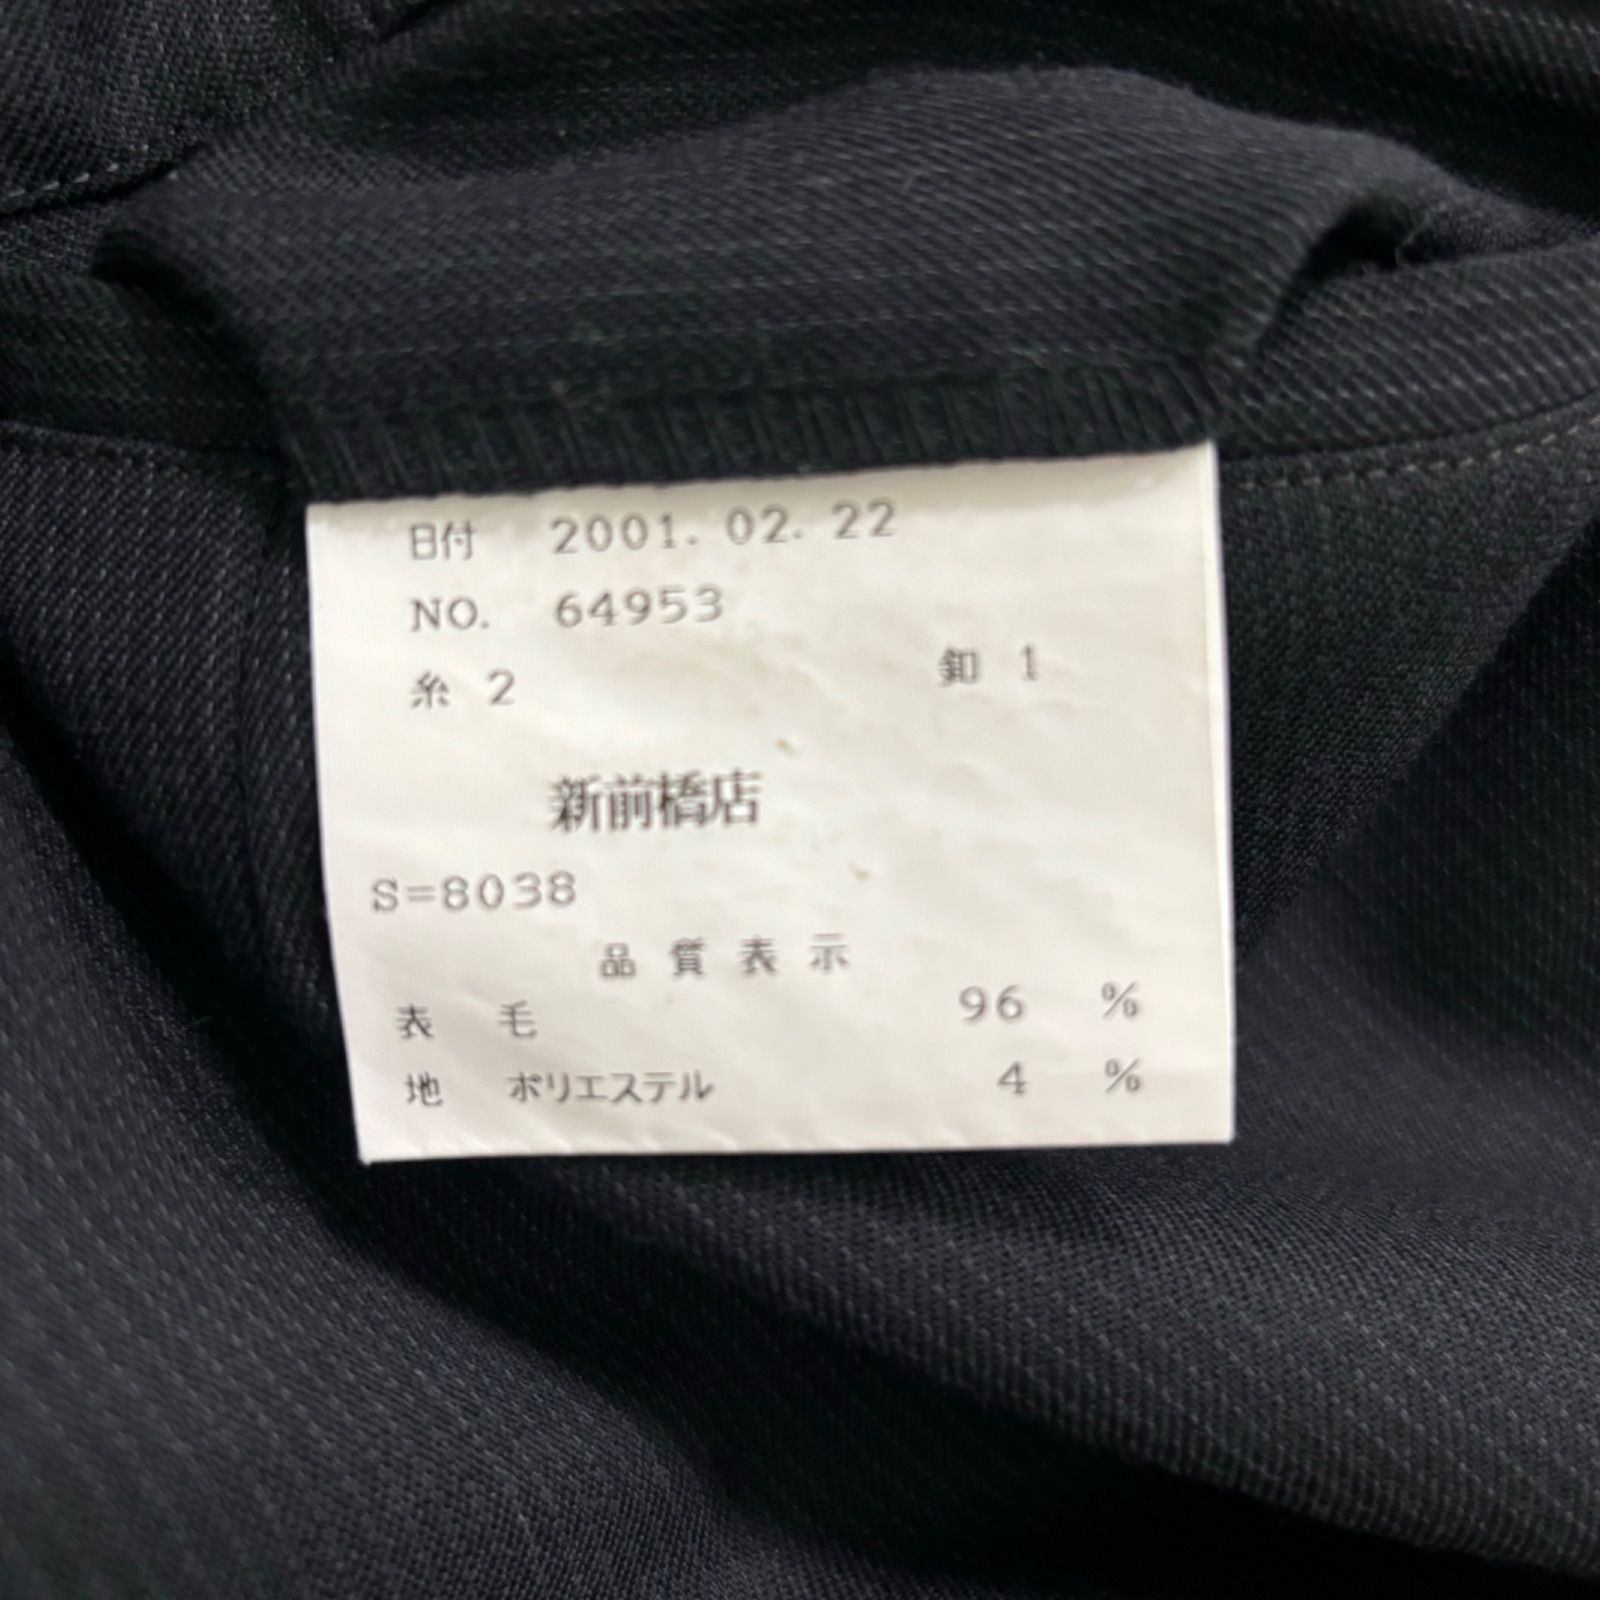 日付 2001.02.22
NO. 64953
糸 2 釦 1
新前橋店
S=8038
品質表示
表 毛 96 %
地 ポリエステル 4 %